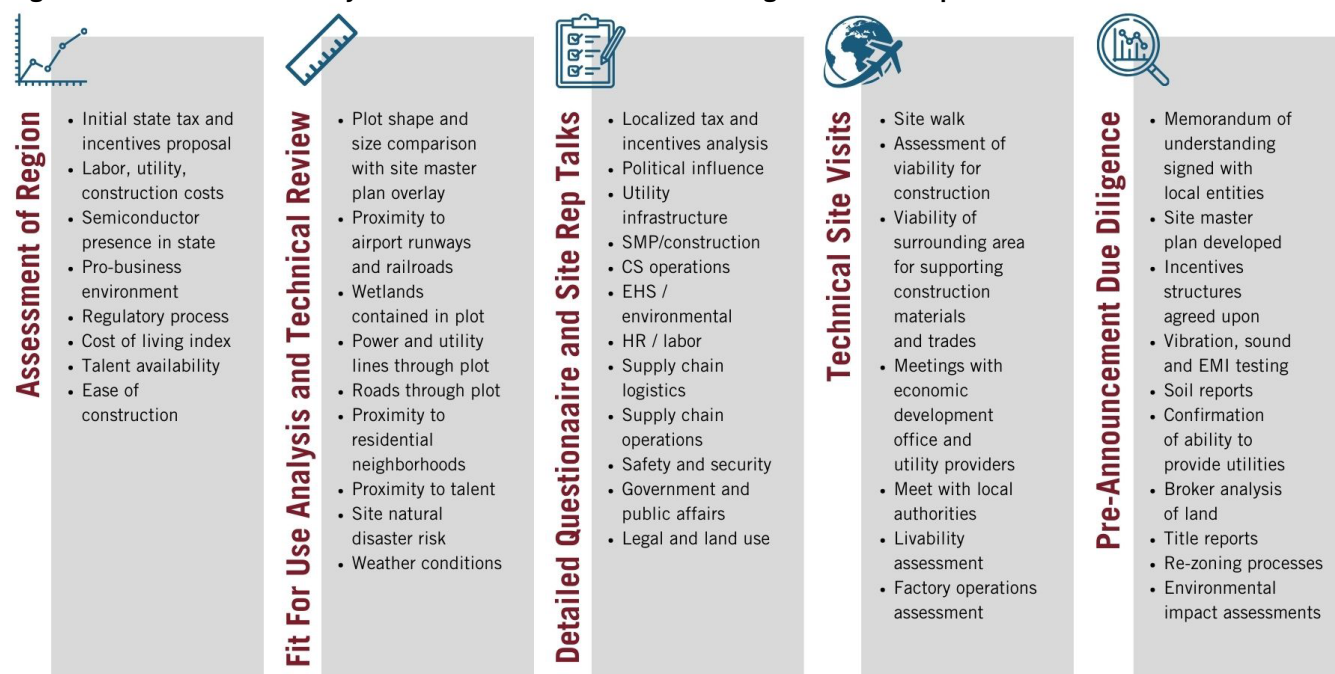 Assessment of Region
• Initial state tax and
incentives proposal
• Labor, utility,
construction costs
• Semiconductor
presence in state
• Pro-business
environment
• Regulatory process
• Cost of living index
• Talent availability
• Ease of
construction
Fit For Use Analysis and Technical Review
• Plot shape and
size comparison
with site master
plan overlay
• Proximity to
airport runways
and railroads
• Wetlands
contained in plot
• Power and utility
lines through plot
• Roads through plot
• Proximity to
residential
neighborhoods
• Proximity to talent
• Site natural
disaster risk
• Weather conditions
Detailed Questionaaire and Site Rep Talks
• Localized tax and
incentives analysis
• Political influence
• Utility
infrastructure
• SMP/construction
• CS operations
• EHS /
environmental
• HR / labor
• Supply chain
logistics
• Supply chain
operations
• Safety and security
• Government and
public affairs
• Legal and land use
Technical Site Visits
• Site walk
• Assessment of
viability for
construction
• Viability of
surrounding area
for supporting
construction
materials
and trades
• Meetings with
economic
development
office and
utility providers
• Meet with local
authorities
• Livability
assessment
• Factory operations
assessment
Pre-Announcement Due Diligence
• Memorandum of
understanding
signed with
local entities
• Site master
plan developed
• Incentives
structures
agreed upon
• Vibration, sound
and EMI testing
• Soil reports
• Confirmation
of ability to
provide utilities
• Broker analysis
of land
• Title reports
• Re-zoning processes
• Environmental
impact assessments